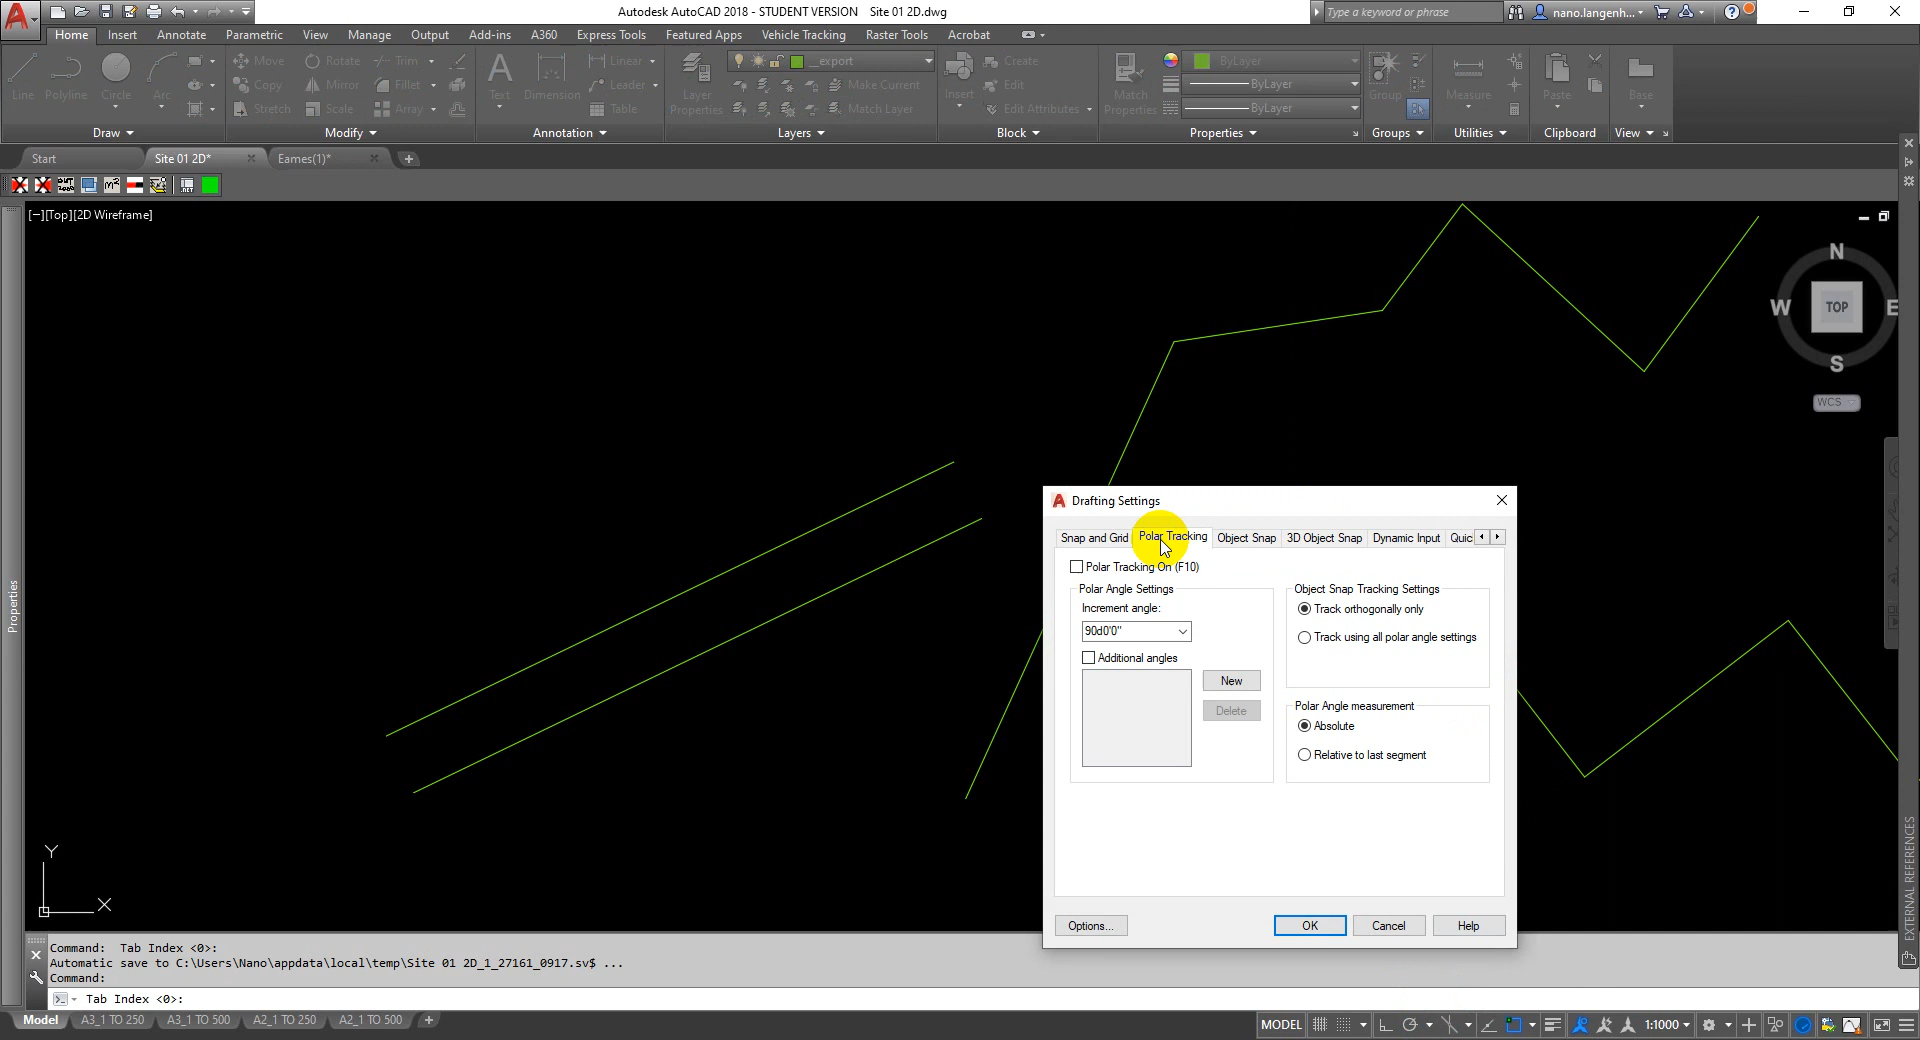 Autodesk AutoCAD 2018 - STUDENT VERSION Site 01 2D.dwg
Type a keyword or phrase
nano.langenh...
Home Insert Annotate Parametric View Manage Output Add-ins A360 Express Tools Featured Apps Vehicle Tracking Raster Tools Acrobat
Line Polyline Circle Arc
Move Rotate Trim
Copy Mirror Fillet
Stretch Scale Array
Text Dimension
Linear
Leader
Table
Layer Properties
__export
Make Current
Match Layer
Insert
Create
Edit
Edit Attributes
Match Properties
ByLayer
ByLayer
ByLayer
Group
Measure
Paste
Base
Draw Modify Annotation Layers Block Properties Groups Utilities Clipboard View
Start Site 01 2D* Eames(1)*
[−][Top][2D Wireframe]
N
W TOP E
S
WCS
Properties
EXTERNAL REFERENCES
Drafting Settings
Snap and Grid Polar Tracking Object Snap 3D Object Snap Dynamic Input Quic
Polar Tracking On (F10)
Polar Angle Settings
Increment angle:
90d0'0"
Additional angles
New
Delete
Object Snap Tracking Settings
Track orthogonally only
Track using all polar angle settings
Polar Angle measurement
Absolute
Relative to last segment
Options... OK Cancel Help
Y
X
Command: Tab Index <0>:
Automatic save to C:\Users\Nano\appdata\local\temp\Site 01 2D_1_27161_0917.sv$ ...
Command:
Tab Index <0>:
Model A3_1 TO 250 A3_1 TO 500 A2_1 TO 250 A2_1 TO 500
MODEL 1:1000